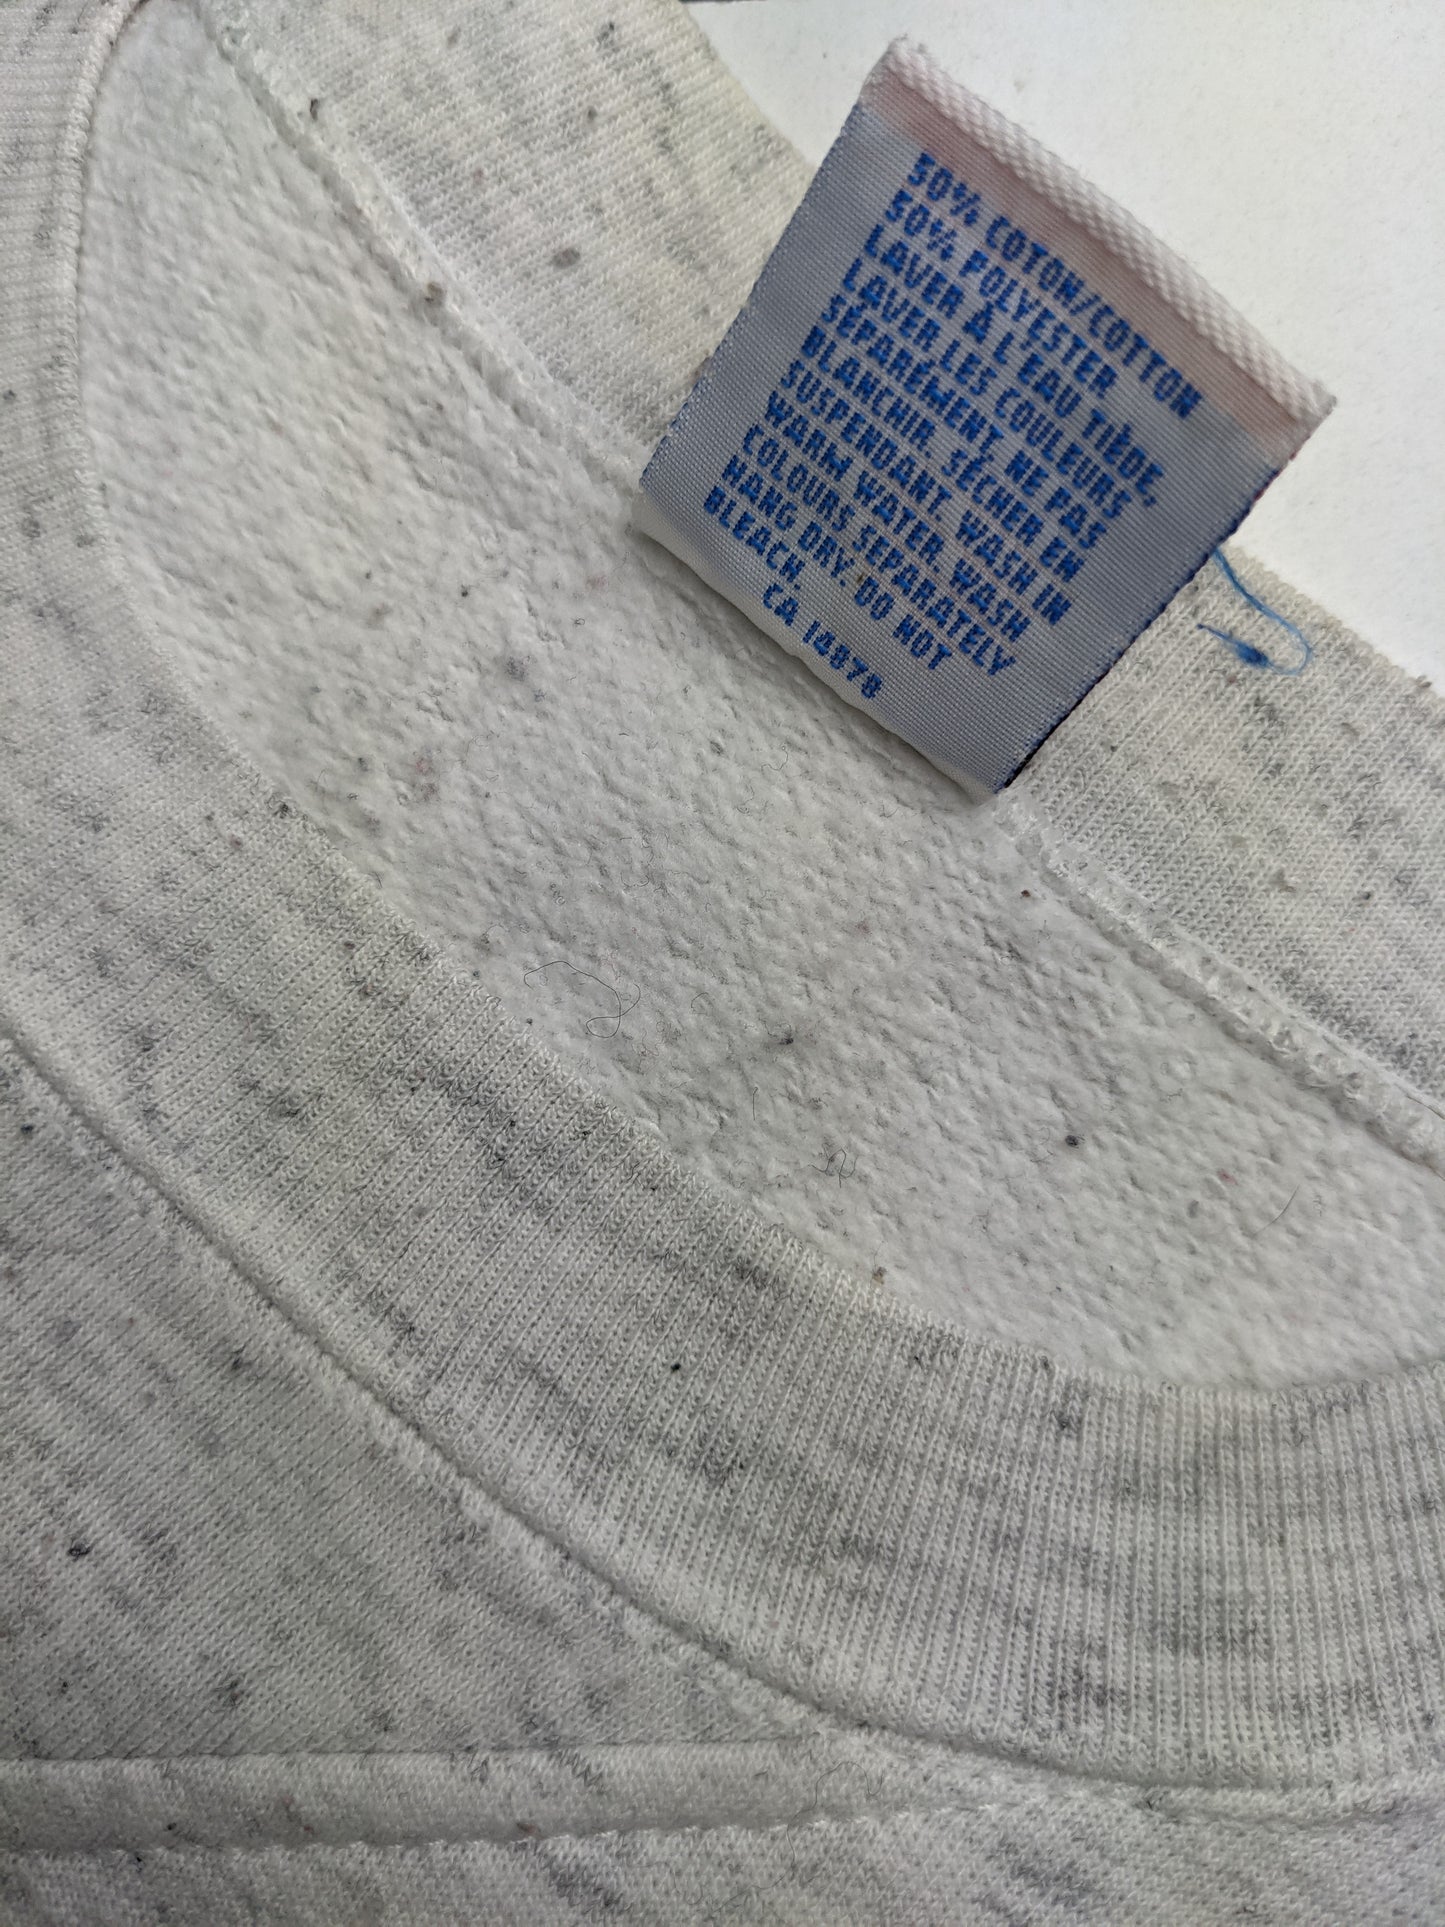 50% COTON/COTTON
50% POLYESTER
LAVER À L'EAU TIÈDE,
LAVER LES COULEURS
SÉPARÉMENT, NE PAS
BLANCHIR. SÉCHER EN
SUSPENDANT. WASH IN
WARM WATER. WASH
COLOURS SEPARATELY
HANG DRY. DO NOT
BLEACH.
CA 14878